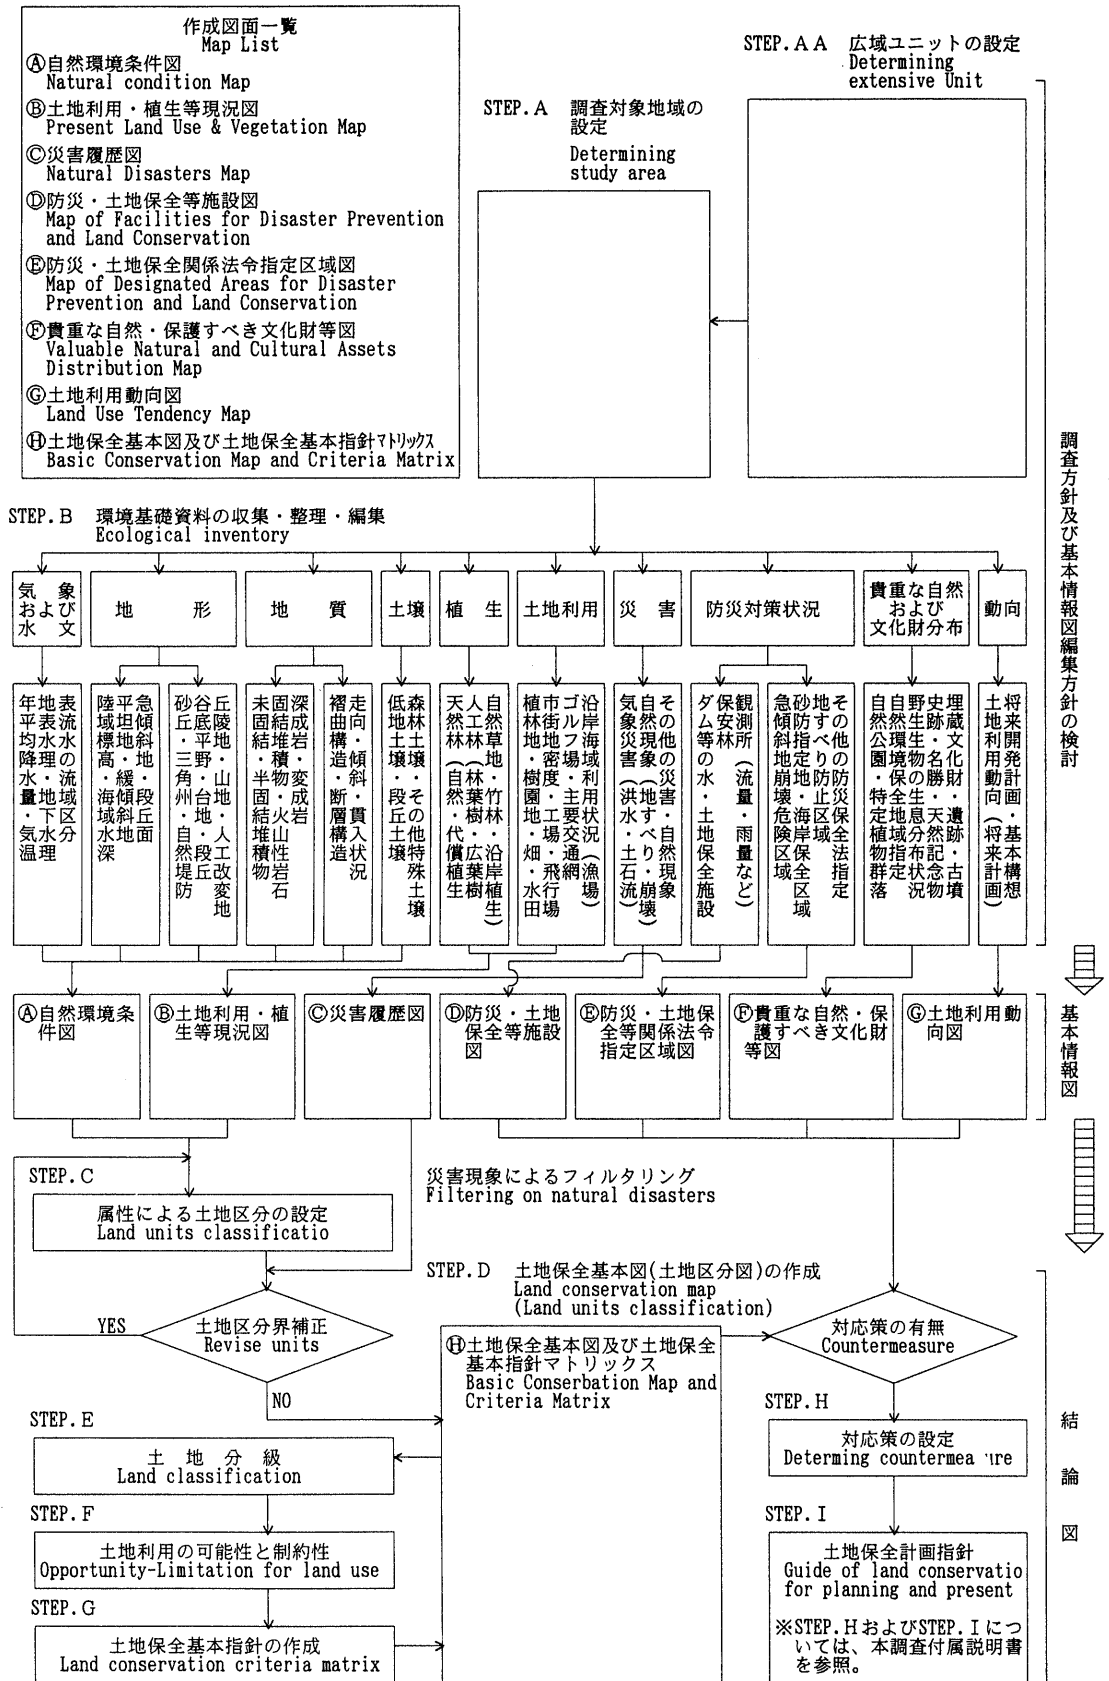 作成図面一覧
Map List
Ⓐ自然環境条件図
Natural condition Map
Ⓑ土地利用・植生等現況図
Present Land Use & Vegetation Map
Ⓒ災害履歴図
Natural Disasters Map
Ⓓ防災・土地保全等施設図
Map of Facilities for Disaster Prevention
and Land Conservation
Ⓔ防災・土地保全関係法令指定区域図
Map of Designated Areas for Disaster
Prevention and Land Conservation
Ⓕ貴重な自然・保護すべき文化財等図
Valuable Natural and Cultural Assets
Distribution Map
Ⓖ土地利用動向図
Land Use Tendency Map
Ⓗ土地保全基本図及び土地保全基本指針マトリックス
Basic Conservation Map and Criteria Matrix
STEP.A 調査対象地域の
設定
Determining
study area
STEP.AA 広域ユニットの設定
Determining
extensive Unit
調査方針及び基本情報図編集方針の検討
STEP.B 環境基礎資料の収集・整理・編集
Ecological inventory
気象
および
水文
地形
地質
土壌
植生
土地利用
災害
防災対策状況
貴重な自然
および
文化財分布
動向
表流水の流域区分
地表水理・地下水理
年平均降水量・気温
急傾斜地・段丘面
平坦地・緩傾斜地
陸域標高・海域水深
丘陵地・山地・人工改変地
谷底平野・台地・段丘
砂丘・三角州・自然堤防
深成岩・変成岩
固結堆積物・火山性岩石
未固結・半固結堆積物
走向・傾斜・貫入状況
褶曲構造・断層構造
森林土壌・その他特殊土壌
低地土壌・段丘土壌
自然草地・竹林・沿岸植生)
人工林(林葉樹・広葉樹
天然林(自然・代償植生
沿岸海域利用状況(漁場)
ゴルフ場・主要交通網
市街地密度・工場・飛行場
植林地・樹園地・畑・水田
その他の災害・自然現象
自然現象(地すべり・崩壊)
気象災害(洪水・土石流)
観測所(流量・雨量など)
保安林
ダム等の水・土地保全施設
その他の防災保全法指定
地すべり防止区域
砂防指定地・海岸保全区域
急傾斜地崩壊危険区域
埋蔵文化財・遺跡・古墳
史跡・名勝・天然記念物
野生生物の生息分布状況
自然環境保全地域指定
自然公園・特定植物群落
将来開発計画・基本構想
土地利用動向(将来計画)
Ⓐ自然環境条
件図
Ⓑ土地利用・植
生等現況図
Ⓒ災害履歴図
Ⓓ防災・土地
保全等施設
図
Ⓔ防災・土地保
全等関係法令
指定区域図
Ⓕ貴重な自然・保
護すべき文化財
等図
Ⓖ土地利用動
向図
基本情報図
STEP.C
属性による土地区分の設定
Land units classificatio
災害現象によるフィルタリング
Filtering on natural disasters
YES
土地区分界補正
Revise units
NO
STEP.D 土地保全基本図(土地区分図)の作成
Land conservation map
(Land units classification)
Ⓗ土地保全基本図及び土地保全
基本指針マトリックス
Basic Conserbation Map and
Criteria Matrix
対応策の有無
Countermeasure
STEP.E
土地分級
Land classification
STEP.F
土地利用の可能性と制約性
Opportunity-Limitation for land use
STEP.G
土地保全基本指針の作成
Land conservation criteria matrix
STEP.H
対応策の設定
Determing
STEP.I
土地保全計画指針
Guide of land conservatio
for planning and present
※STEP.HおよびSTEP.Iにつ
いては、本調査付属説明書
を参照。
結論図